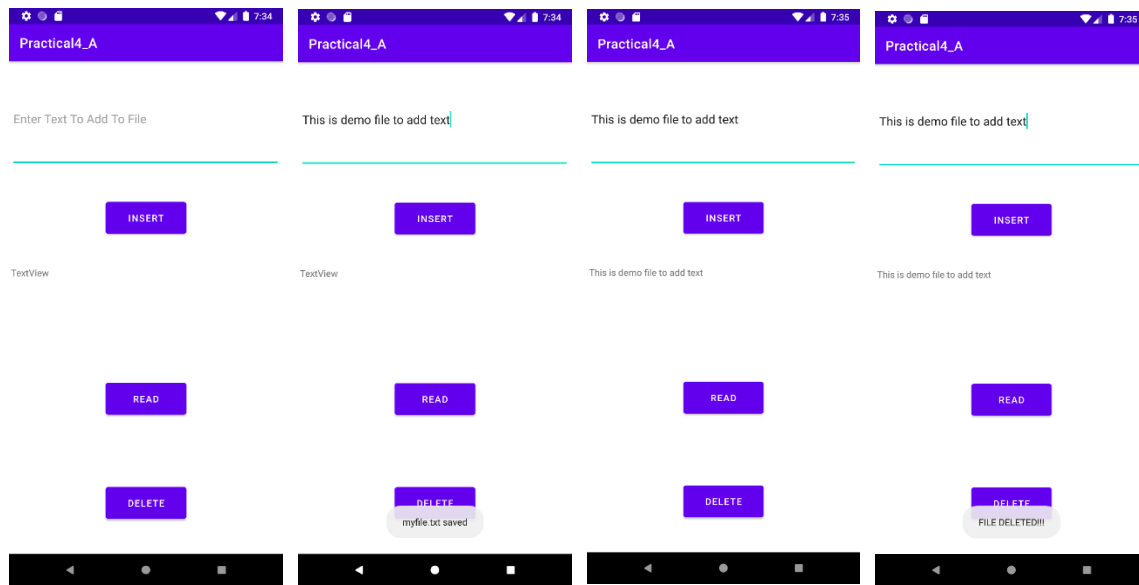 7:34
Practical4_A
Enter Text To Add To File
INSERT
TextView
READ
DELETE
7:34
Practical4_A
This is demo file to add text
INSERT
TextView
READ
DELETE
myfile.txt saved
7:35
Practical4_A
This is demo file to add text
INSERT
This is demo file to add text
READ
DELETE
7:35
Practical4_A
This is demo file to add text
INSERT
This is demo file to add text
READ
DELETE
FILE DELETED!!!